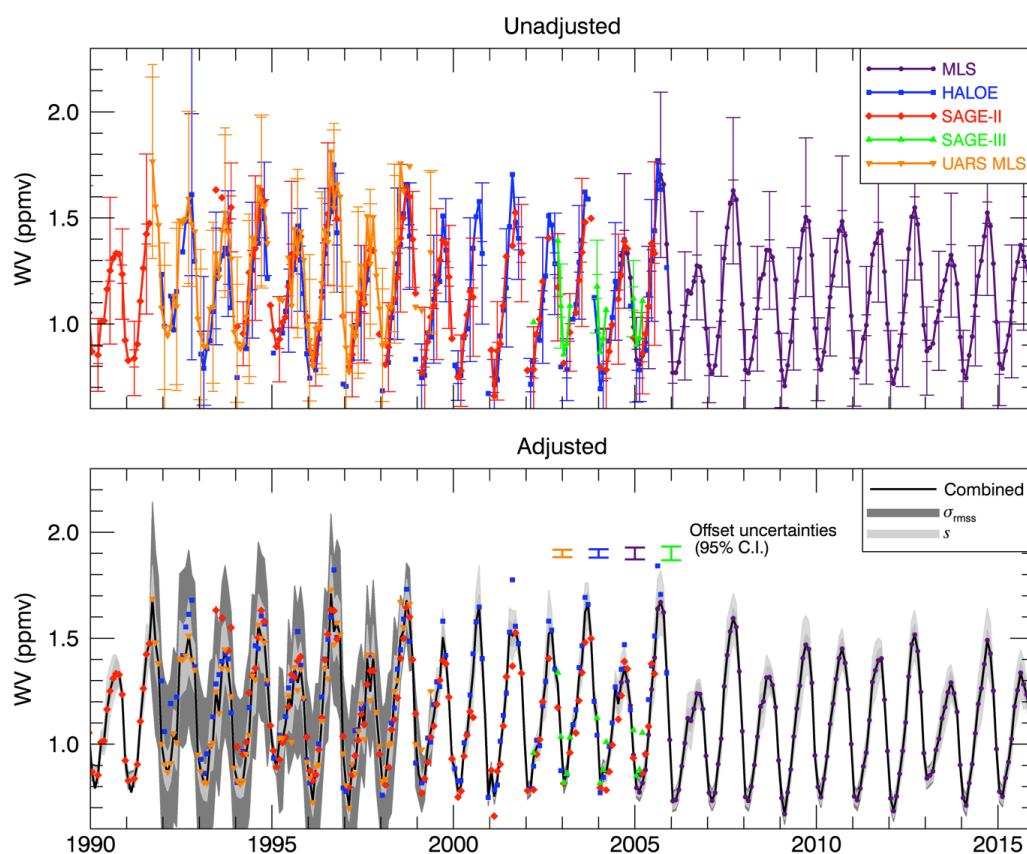 Unadjusted
WV (ppmv)
2.0
1.5
1.0
MLS
HALOE
SAGE-II
SAGE-III
UARS MLS
Adjusted
WV (ppmv)
2.0
1.5
1.0
Combined
σrmss
s
Offset uncertainties
(95% C.I.)
1990 1995 2000 2005 2010 2015